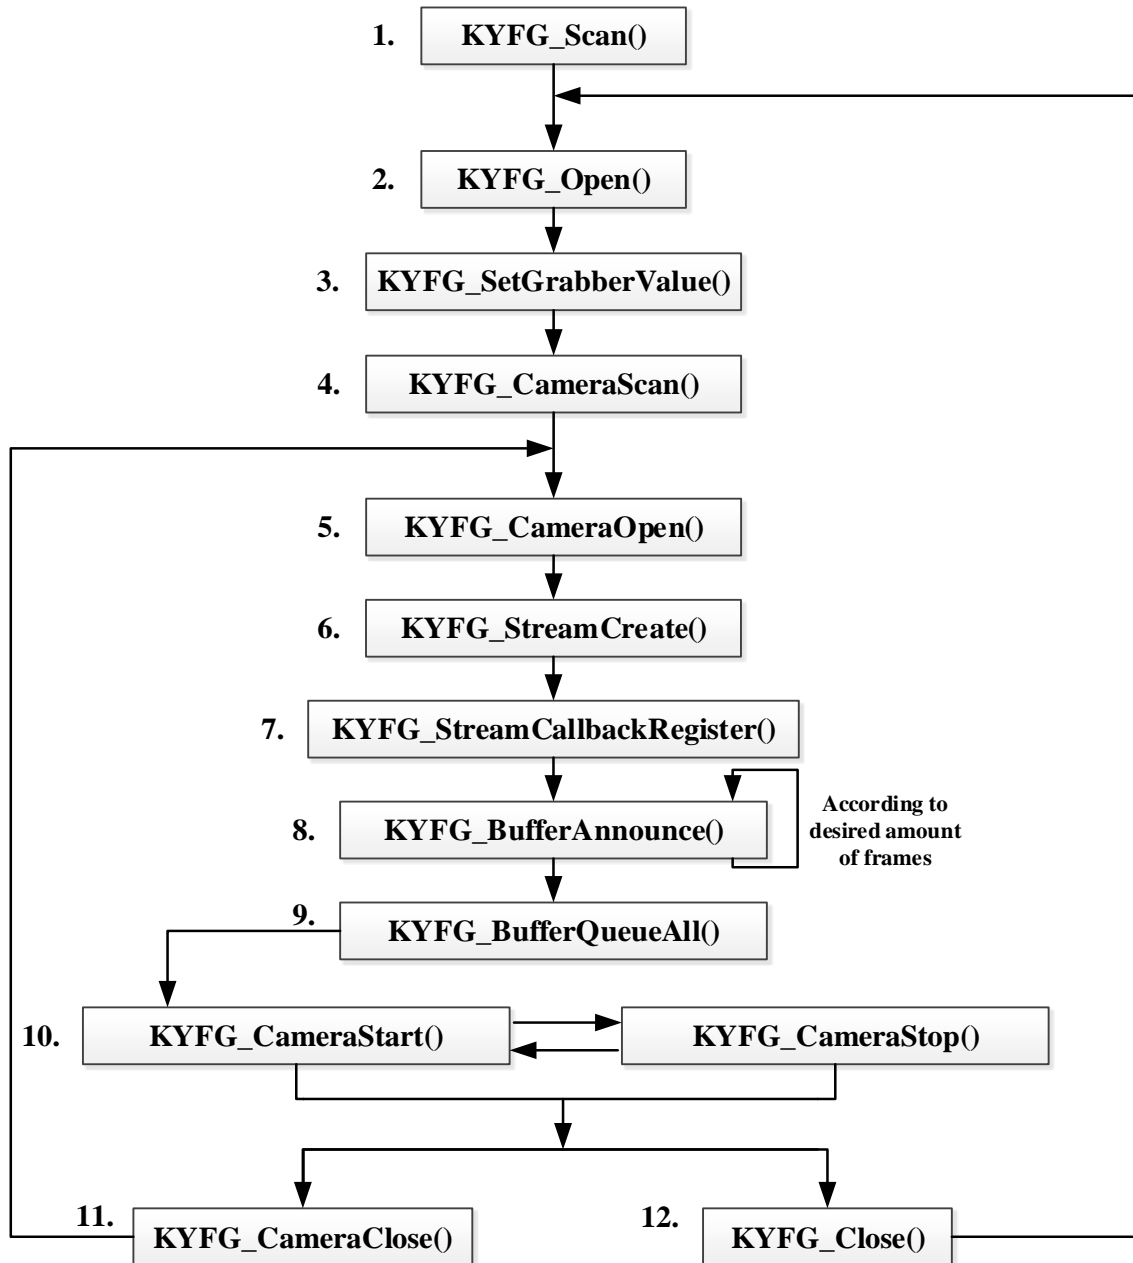 1. KYFG_Scan()
2. KYFG_Open()
3. KYFG_SetGrabberValue()
4. KYFG_CameraScan()
5. KYFG_CameraOpen()
6. KYFG_StreamCreate()
7. KYFG_StreamCallbackRegister()
8. KYFG_BufferAnnounce()
According to
desired amount
of frames
9. KYFG_BufferQueueAll()
10. KYFG_CameraStart() KYFG_CameraStop()
11. KYFG_CameraClose() 12. KYFG_Close()